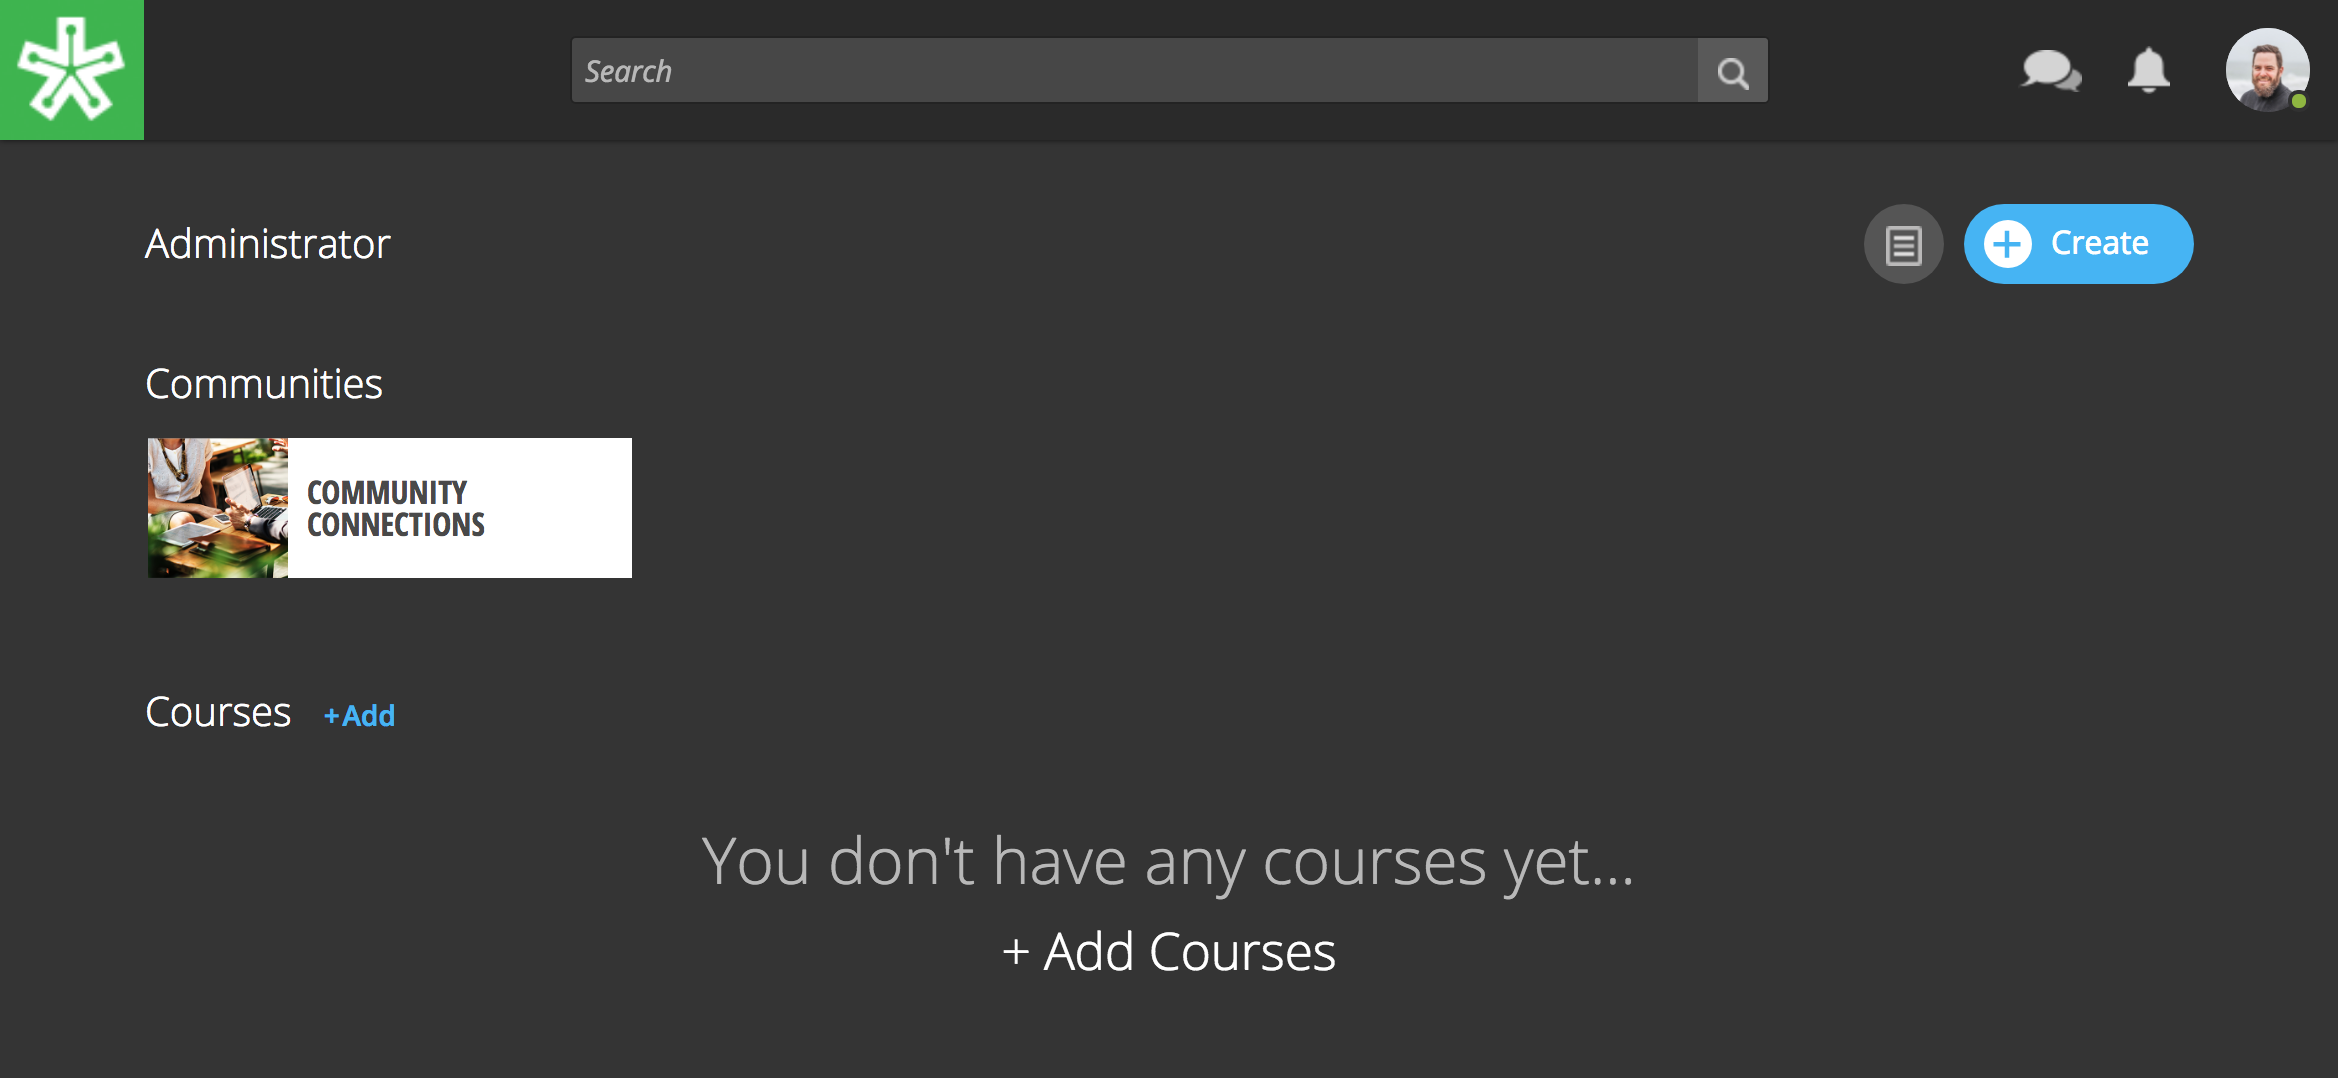 Search
Administrator
Create
Communities
COMMUNITY
CONNECTIONS
Courses +Add
You don't have any courses yet...
+ Add Courses